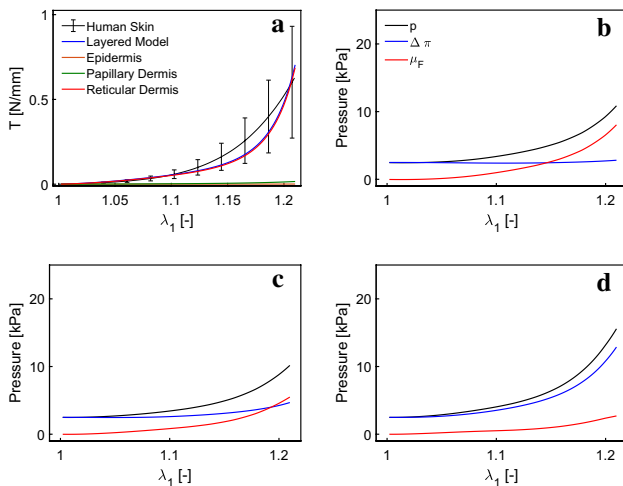 a
T [N/mm]
1
0.5
0
Human Skin
Layered Model
Epidermis
Papillary Dermis
Reticular Dermis
1 1.05 1.1 1.15 1.2
λ1 [-]
b
Pressure [kPa]
20
10
0
p
Δ π
μF
1 1.1 1.2
λ1 [-]
c
Pressure [kPa]
20
10
0
1 1.1 1.2
λ1 [-]
d
Pressure [kPa]
20
10
0
1 1.1 1.2
λ1 [-]